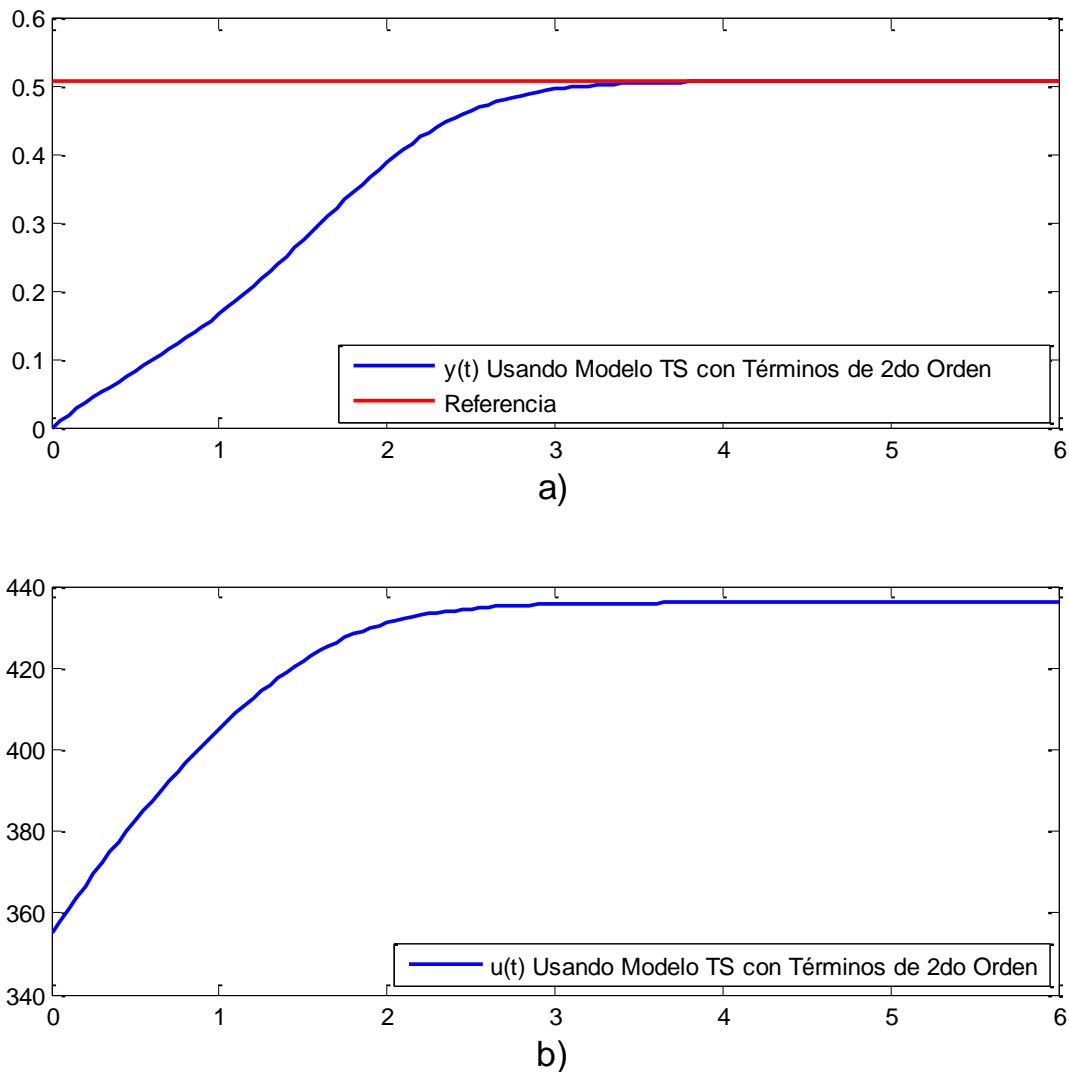 0.6
0.5
0.4
0.3
0.2
0.1
0
y(t) Usando Modelo TS con Términos de 2do Orden
Referencia
0 1 2 3 4 5 6
a)
440
420
400
380
360
340
u(t) Usando Modelo TS con Términos de 2do Orden
0 1 2 3 4 5 6
b)